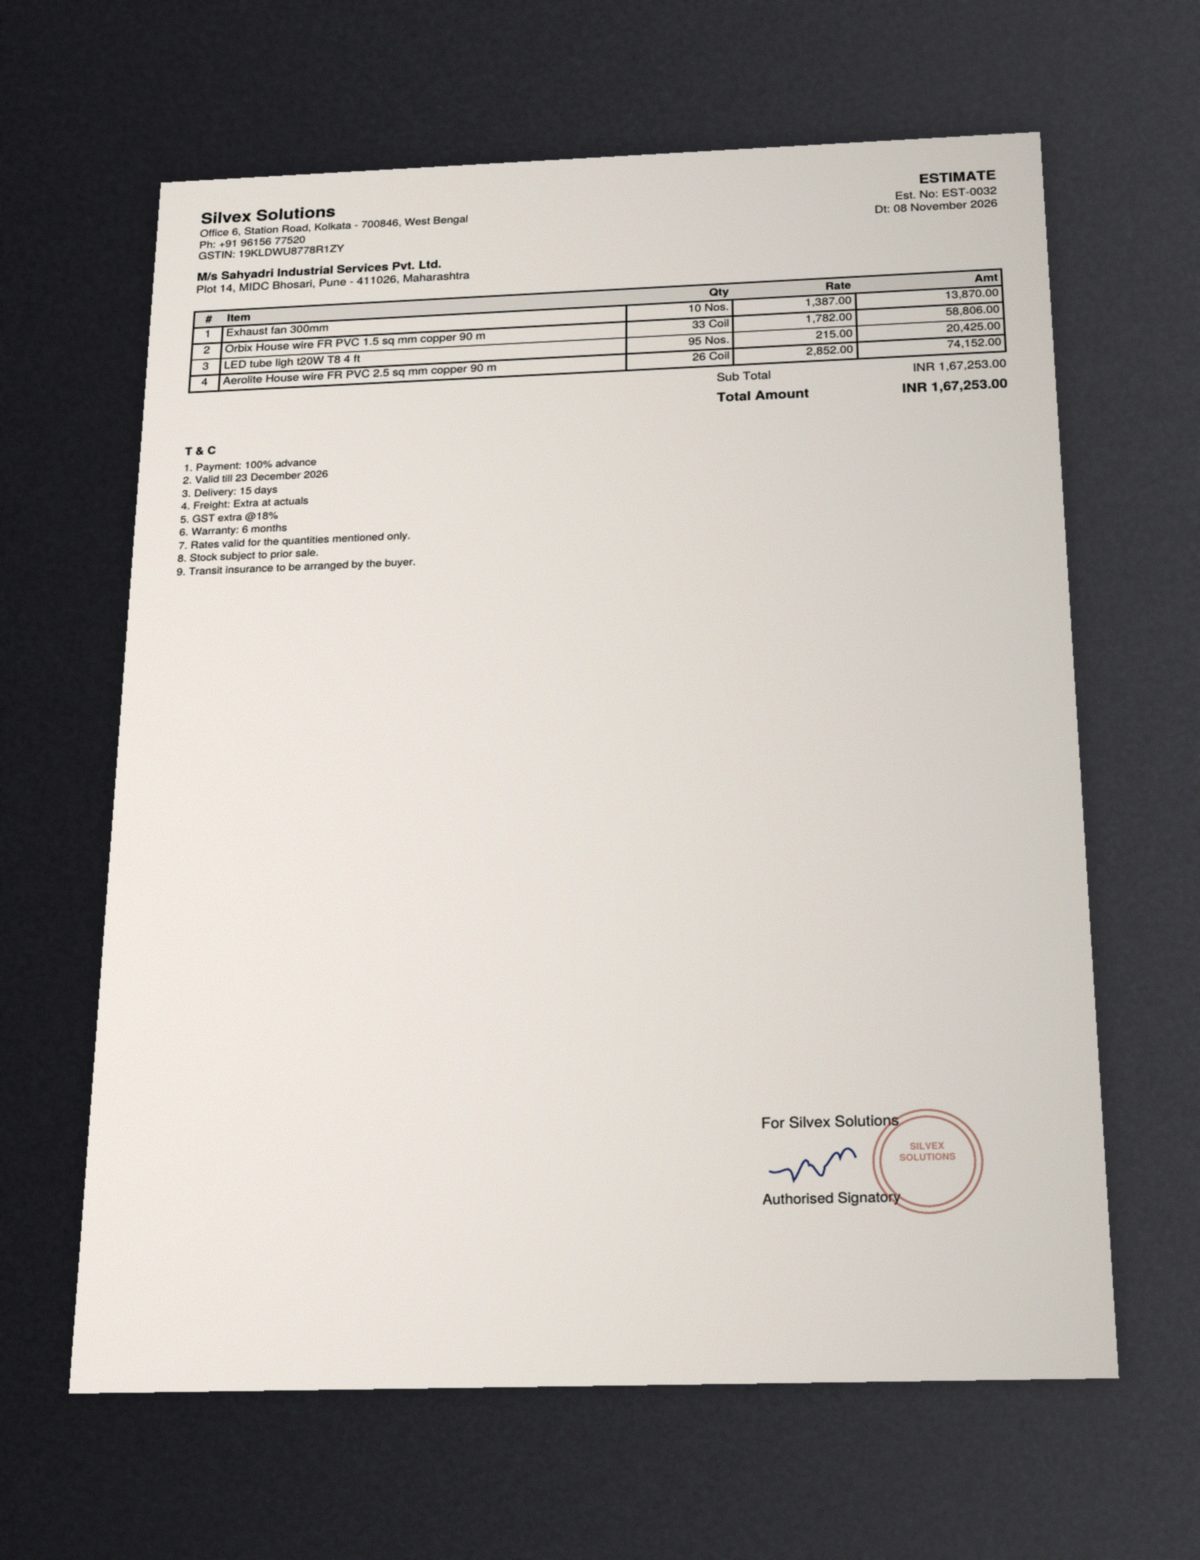 Silvex Solutions
Office 6, Station Road, Kolkata - 700846, West Bengal
Ph: +91 96156 77520
GSTIN: 19KLDWU8778R1ZY
ESTIMATE
Est. No: EST-0032
Dt: 08 November 2026
M/s Sahyadri Industrial Services Pvt. Ltd.
Plot 14, MIDC Bhosari, Pune - 411026, Maharashtra
# Item Qty Rate Amt
1 Exhaust fan 300mm 10 Nos. 1,387.00 13,870.00
2 Orbix House wire FR PVC 1.5 sq mm copper 90 m 33 Coil 1,782.00 58,806.00
3 LED tube ligh t20W T8 4 ft 95 Nos. 215.00 20,425.00
4 Aerolite House wire FR PVC 2.5 sq mm copper 90 m 26 Coil 2,852.00 74,152.00
Sub Total INR 1,67,253.00
Total Amount INR 1,67,253.00
T & C
1. Payment: 100% advance
2. Valid till 23 December 2026
3. Delivery: 15 days
4. Freight: Extra at actuals
5. GST extra @18%
6. Warranty: 6 months
7. Rates valid for the quantities mentioned only.
8. Stock subject to prior sale.
9. Transit insurance to be arranged by the buyer.
For Silvex Solutions
SILVEX
SOLUTIONS
Authorised Signatory